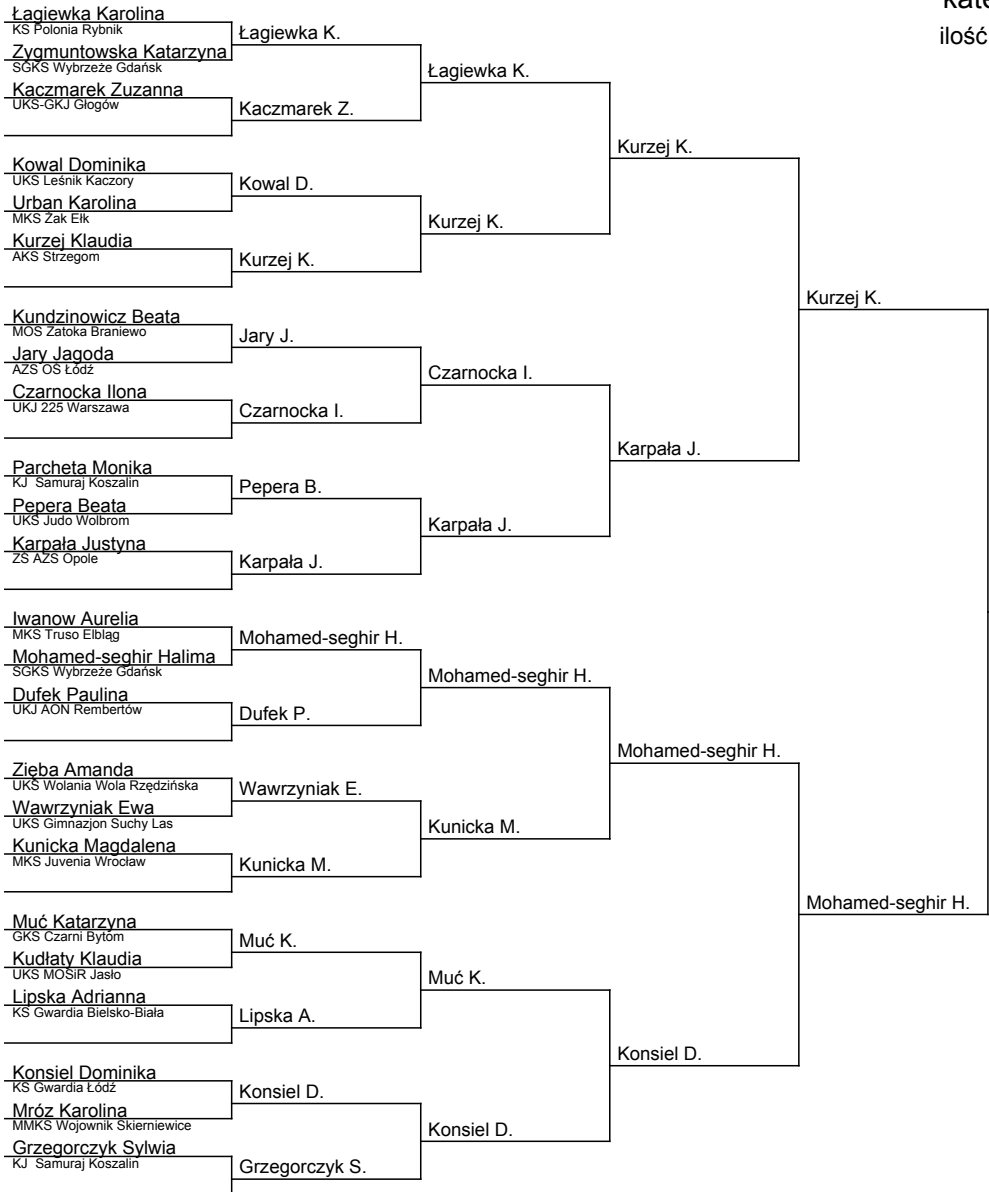 kate
ilość
Łagiewka Karolina
KS Polonia Rybnik
Zygmuntowska Katarzyna
SGKS Wybrzeże Gdańsk
Kaczmarek Zuzanna
UKS-GKJ Głogów
Kowal Dominika
UKS Leśnik Kaczory
Urban Karolina
MKS Żak Ełk
Kurzej Klaudia
AKS Strzegom
Kundzinowicz Beata
MOS Zatoka Braniewo
Jary Jagoda
AZS OŚ Łódź
Czarnocka Ilona
UKJ 225 Warszawa
Parcheta Monika
KJ Samuraj Koszalin
Pepera Beata
UKS Judo Wolbrom
Karpała Justyna
ZS AZS Opole
Iwanow Aurelia
MKS Truso Elbląg
Mohamed-seghir Halima
SGKS Wybrzeże Gdańsk
Dufek Paulina
UKJ AON Rembertów
Zięba Amanda
UKS Wolania Wola Rzędzińska
Wawrzyniak Ewa
UKS Gimnazjon Suchy Las
Kunicka Magdalena
MKS Juvenia Wrocław
Muć Katarzyna
GKS Czarni Bytom
Kudłaty Klaudia
UKS MOSiR Jasło
Lipska Adrianna
KS Gwardia Bielsko-Biała
Konsiel Dominika
KS Gwardia Łódź
Mróz Karolina
MMKS Wojownik Skierniewice
Grzegorczyk Sylwia
KJ Samuraj Koszalin
Łagiewka K.
Kaczmarek Z.
Kowal D.
Kurzej K.
Jary J.
Czarnocka I.
Pepera B.
Karpała J.
Mohamed-seghir H.
Dufek P.
Wawrzyniak E.
Kunicka M.
Muć K.
Lipska A.
Konsiel D.
Grzegorczyk S.
Łagiewka K.
Kurzej K.
Czarnocka I.
Karpała J.
Mohamed-seghir H.
Kunicka M.
Muć K.
Konsiel D.
Kurzej K.
Karpała J.
Mohamed-seghir H.
Konsiel D.
Kurzej K.
Mohamed-seghir H.